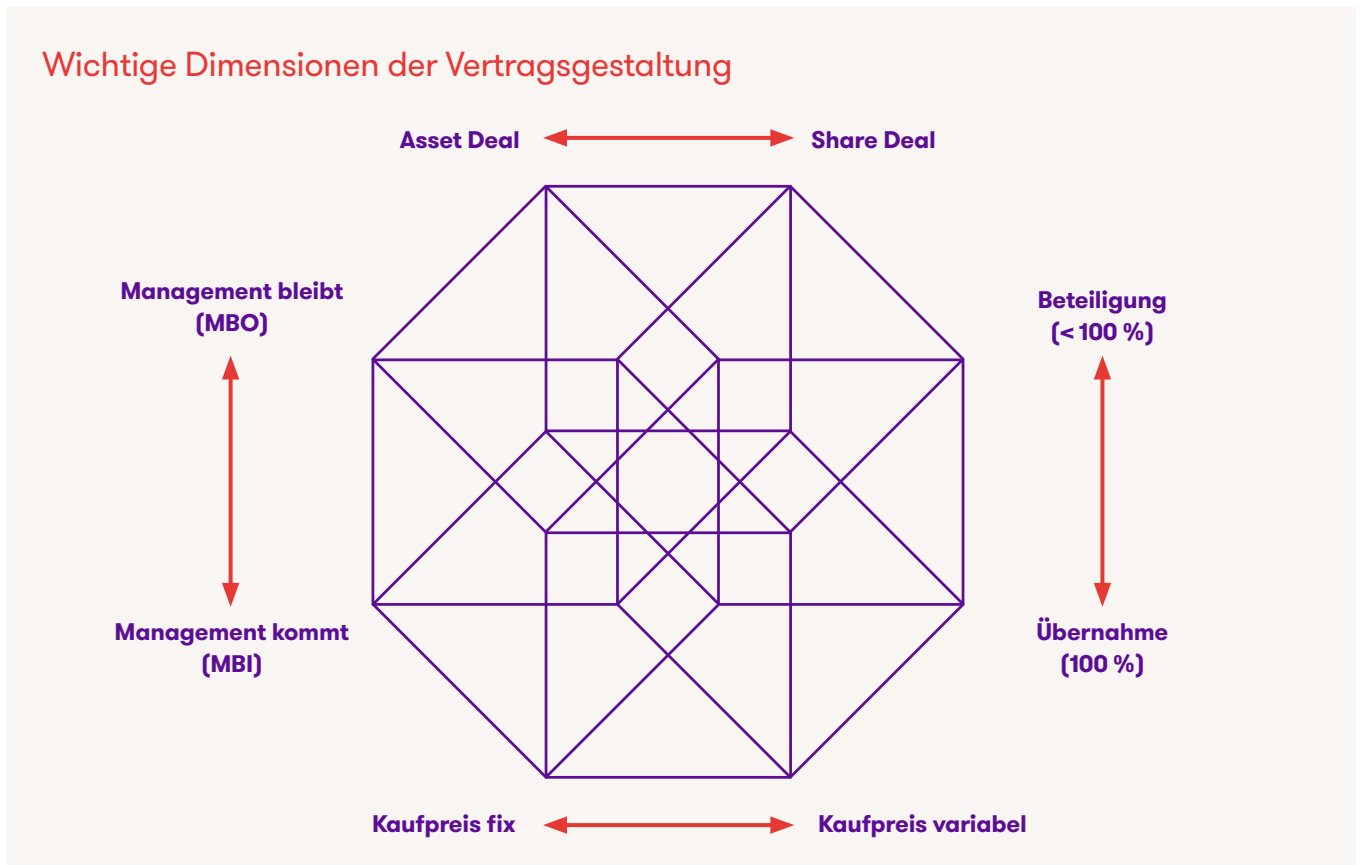 Wichtige Dimensionen der Vertragsgestaltung
Asset Deal
Share Deal
Management bleibt
(MBO)
Beteiligung
(< 100 %)
Management kommt
(MBI)
Übernahme
(100 %)
Kaufpreis fix
Kaufpreis variabel